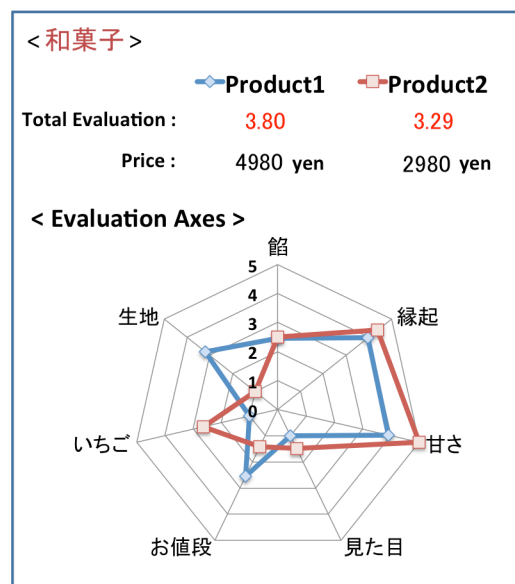 <和菓子>
Product1 Product2
Total Evaluation : 3.80 3.29
Price : 4980 yen 2980 yen
< Evaluation Axes >
餡
5
縁起
生地
4
3
2
1
0
いちご
甘さ
お値段
見た目